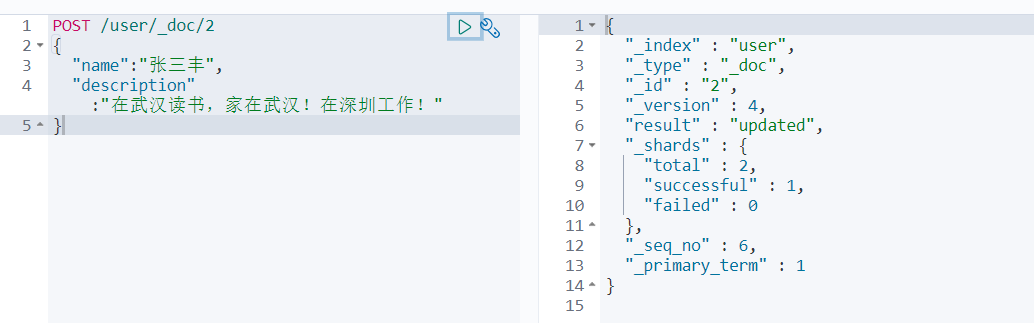 1 POST /user/_doc/2
2 {
3 "name":"张三丰",
4 "description"
:"在武汉读书，家在武汉！在深圳工作！"
5 }
1 {
2 "_index" : "user",
3 "_type" : "_doc",
4 "_id" : "2",
5 "_version" : 4,
6 "result" : "updated",
7 "_shards" : {
8 "total" : 2,
9 "successful" : 1,
10 "failed" : 0
11 },
12 "_seq_no" : 6,
13 "_primary_term" : 1
14 }
15